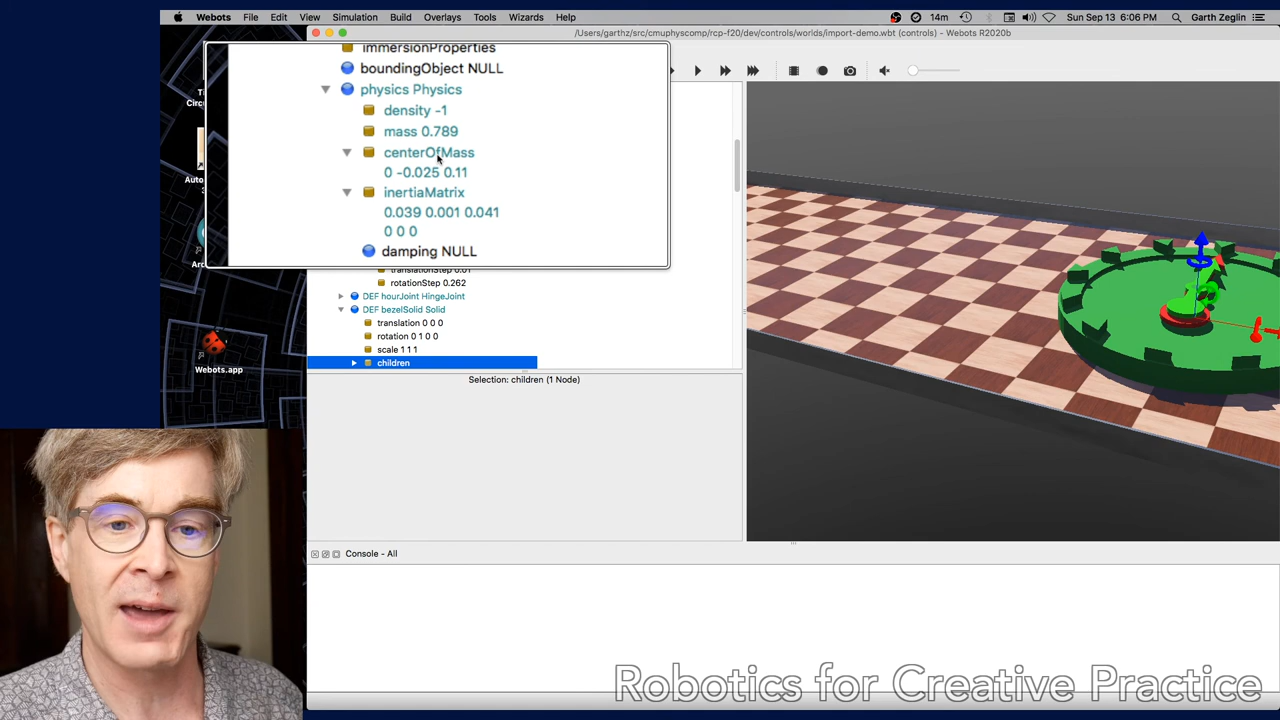 Webots File Edit View Simulation Build Overlays Tools Wizards Help
14m Sun Sep 13 6:06 PM Garth Zeglin
/Users/garthz/src/cmuphyscomp/rcp-f20/dev/controls/worlds/import-demo.wbt (controls) - Webots R2020b
immersionProperties
boundingObject NULL
physics Physics
density -1
mass 0.789
centerOfMass
0 -0.025 0.11
inertiaMatrix
0.039 0.001 0.041
0 0 0
damping NULL
translationStep 0.01
rotationStep 0.262
DEF hourJoint HingeJoint
DEF bezelSolid Solid
translation 0 0 0
rotation 0 1 0 0
scale 1 1 1
children
Selection: children (1 Node)
Webots.app
Console - All
Robotics for Creative Practice